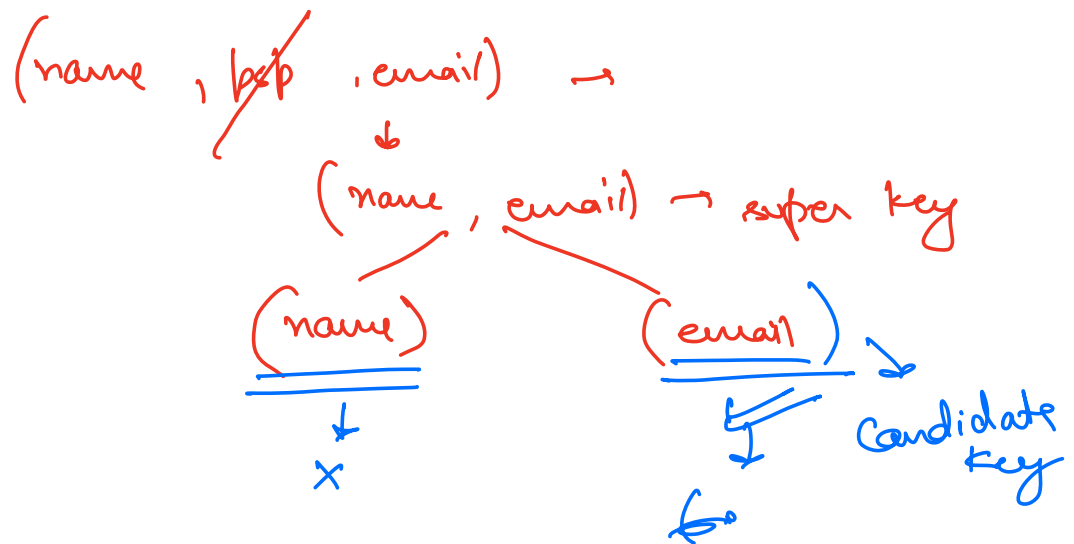 (name , psp , email) →
(name , email) → super key
(name) (email)
x
Candidate
key